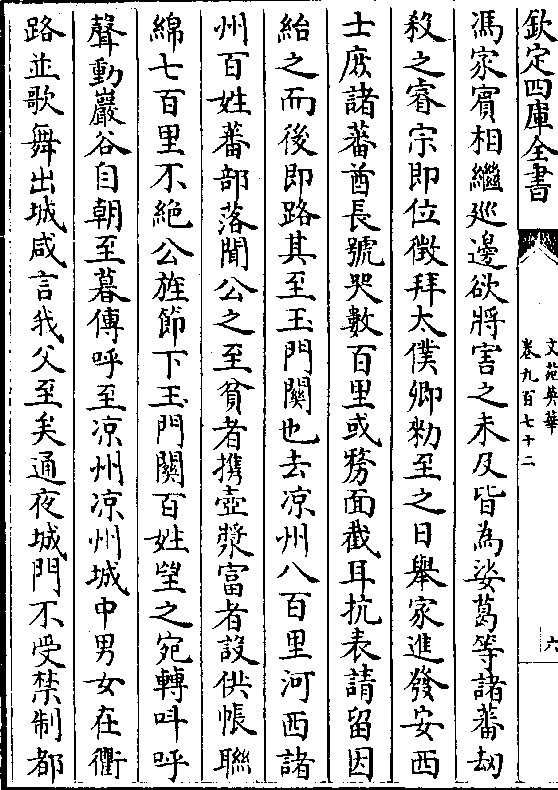 欽定四庫全書
文苑英華
卷九百七十二
六
馮家賔相繼廵邊欲將害之未及皆為娑葛等諸蕃刼
殺之睿宗即位徴拜太僕卿勑至之日舉家進發安西
士庶諸蕃酋長號哭數百里或剺面截耳抗表請留因
紿之而後即路其至玉門關也去凉州八百里河西諸
州百姓蕃部落聞公之至貧者携壺漿富者設供帳聯
綿七百里不絶公旌節下玉門關百姓望之宛轉叫呼
聲動巖谷自朝至暮傳呼至凉州凉州城中男女在衢
路並歌舞出城咸言我父至矣通夜城門不受禁制都